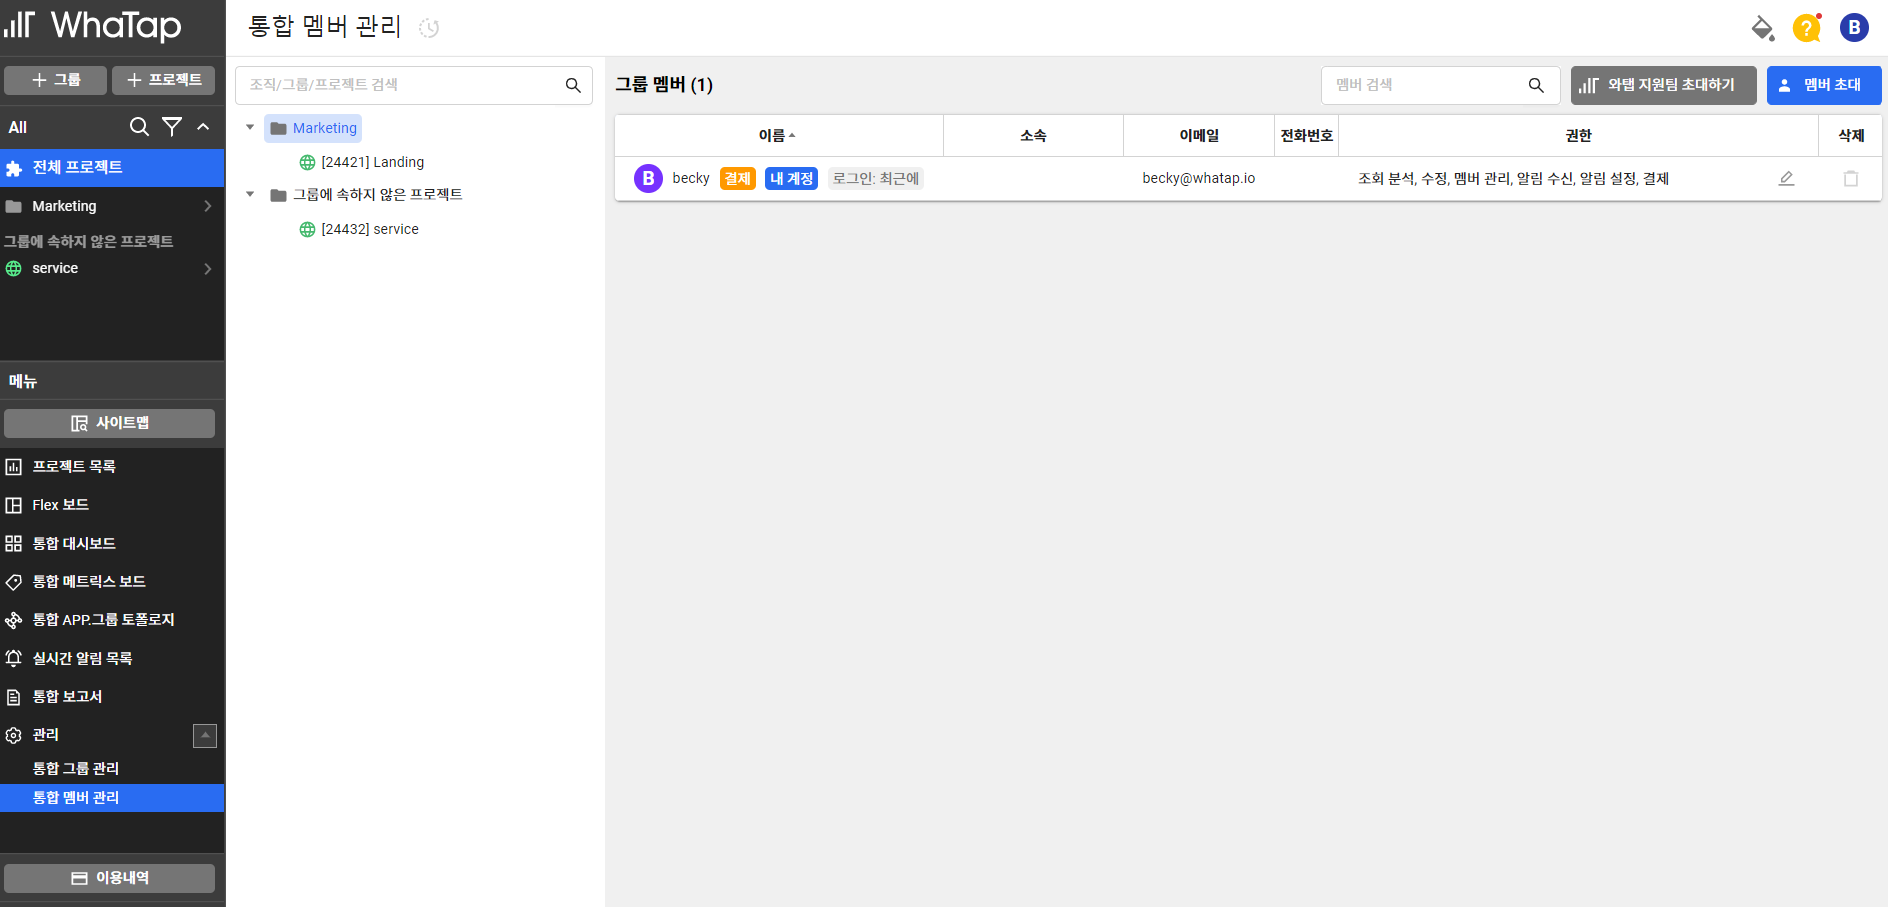 WhaTap
통합 멤버 관리
B
그룹
프로젝트
All
전체 프로젝트
Marketing
그룹에 속하지 않은 프로젝트
service
메뉴
사이트맵
프로젝트 목록
Flex 보드
통합 대시보드
통합 메트릭스 보드
통합 APP.그룹 토폴로지
실시간 알림 목록
통합 보고서
관리
통합 그룹 관리
통합 멤버 관리
이용내역
조직/그룹/프로젝트 검색
Marketing
[24421] Landing
그룹에 속하지 않은 프로젝트
[24432] service
그룹 멤버 (1)
멤버 검색
와탭 지원팀 초대하기
멤버 초대
이름 소속 이메일 전화번호 권한 삭제
B becky 결제 내 계정 로그인: 최근에 becky@whatap.io 조회 분석, 수정, 멤버 관리, 알림 수신, 알림 설정, 결제